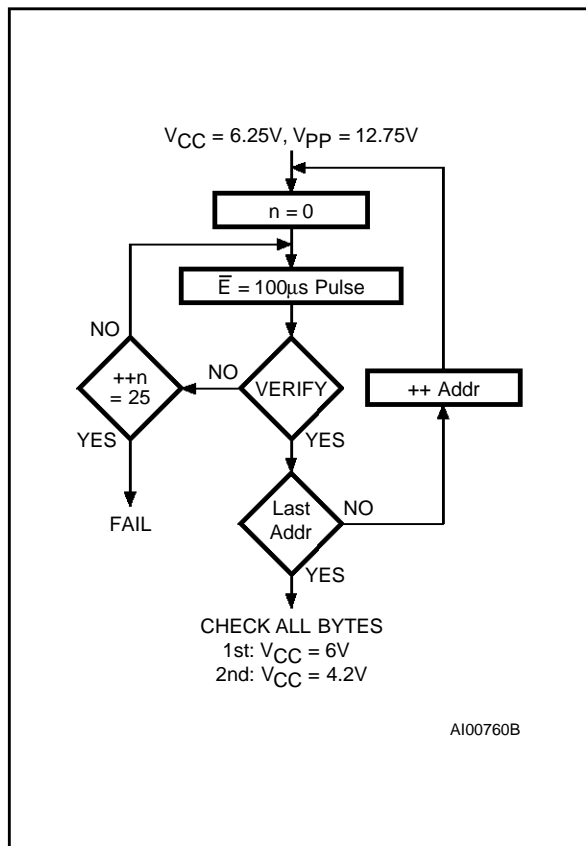 VCC = 6.25V, VPP = 12.75V
n = 0
E̅ = 100µs Pulse
NO
++n
= 25
NO
VERIFY
++ Addr
YES
YES
FAIL
Last
Addr
NO
YES
CHECK ALL BYTES
1st: VCC = 6V
2nd: VCC = 4.2V
AI00760B